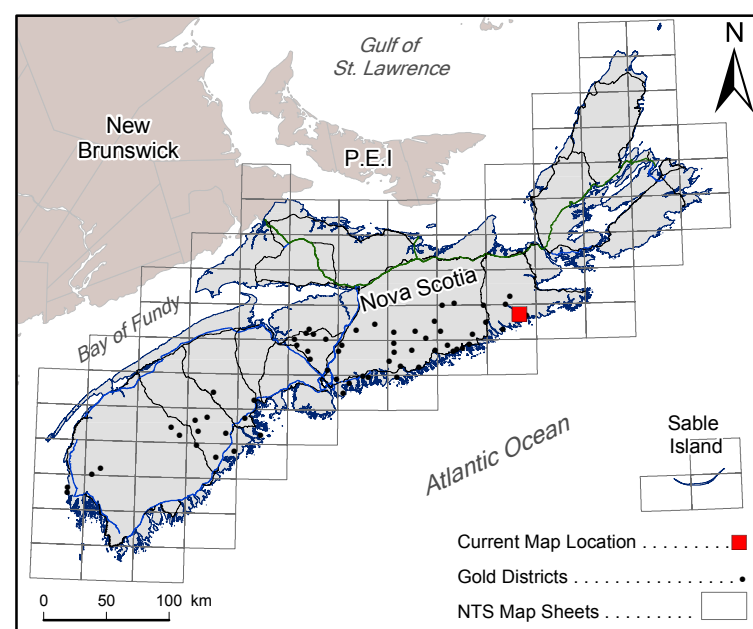 N
Gulf of
St. Lawrence
New
Brunswick
P.E.I
Nova Scotia
Bay of Fundy
Sable
Island
Atlantic Ocean
Current Map Location . . . . . . . . .
Gold Districts . . . . . . . . . . . . . . . .
NTS Map Sheets . . . . . . . . .
0 50 100 km